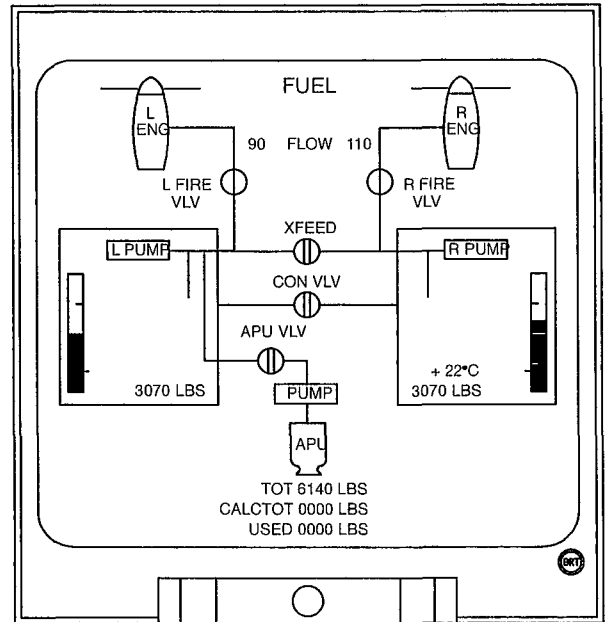 FUEL
L
ENG
R
ENG
90 FLOW 110
L FIRE
VLV
R FIRE
VLV
XFEED
L PUMP
R PUMP
CON VLV
APU VLV
+ 22°C
3070 LBS
3070 LBS
PUMP
APU
TOT 6140 LBS
CALCTOT 0000 LBS
USED 0000 LBS
BRT